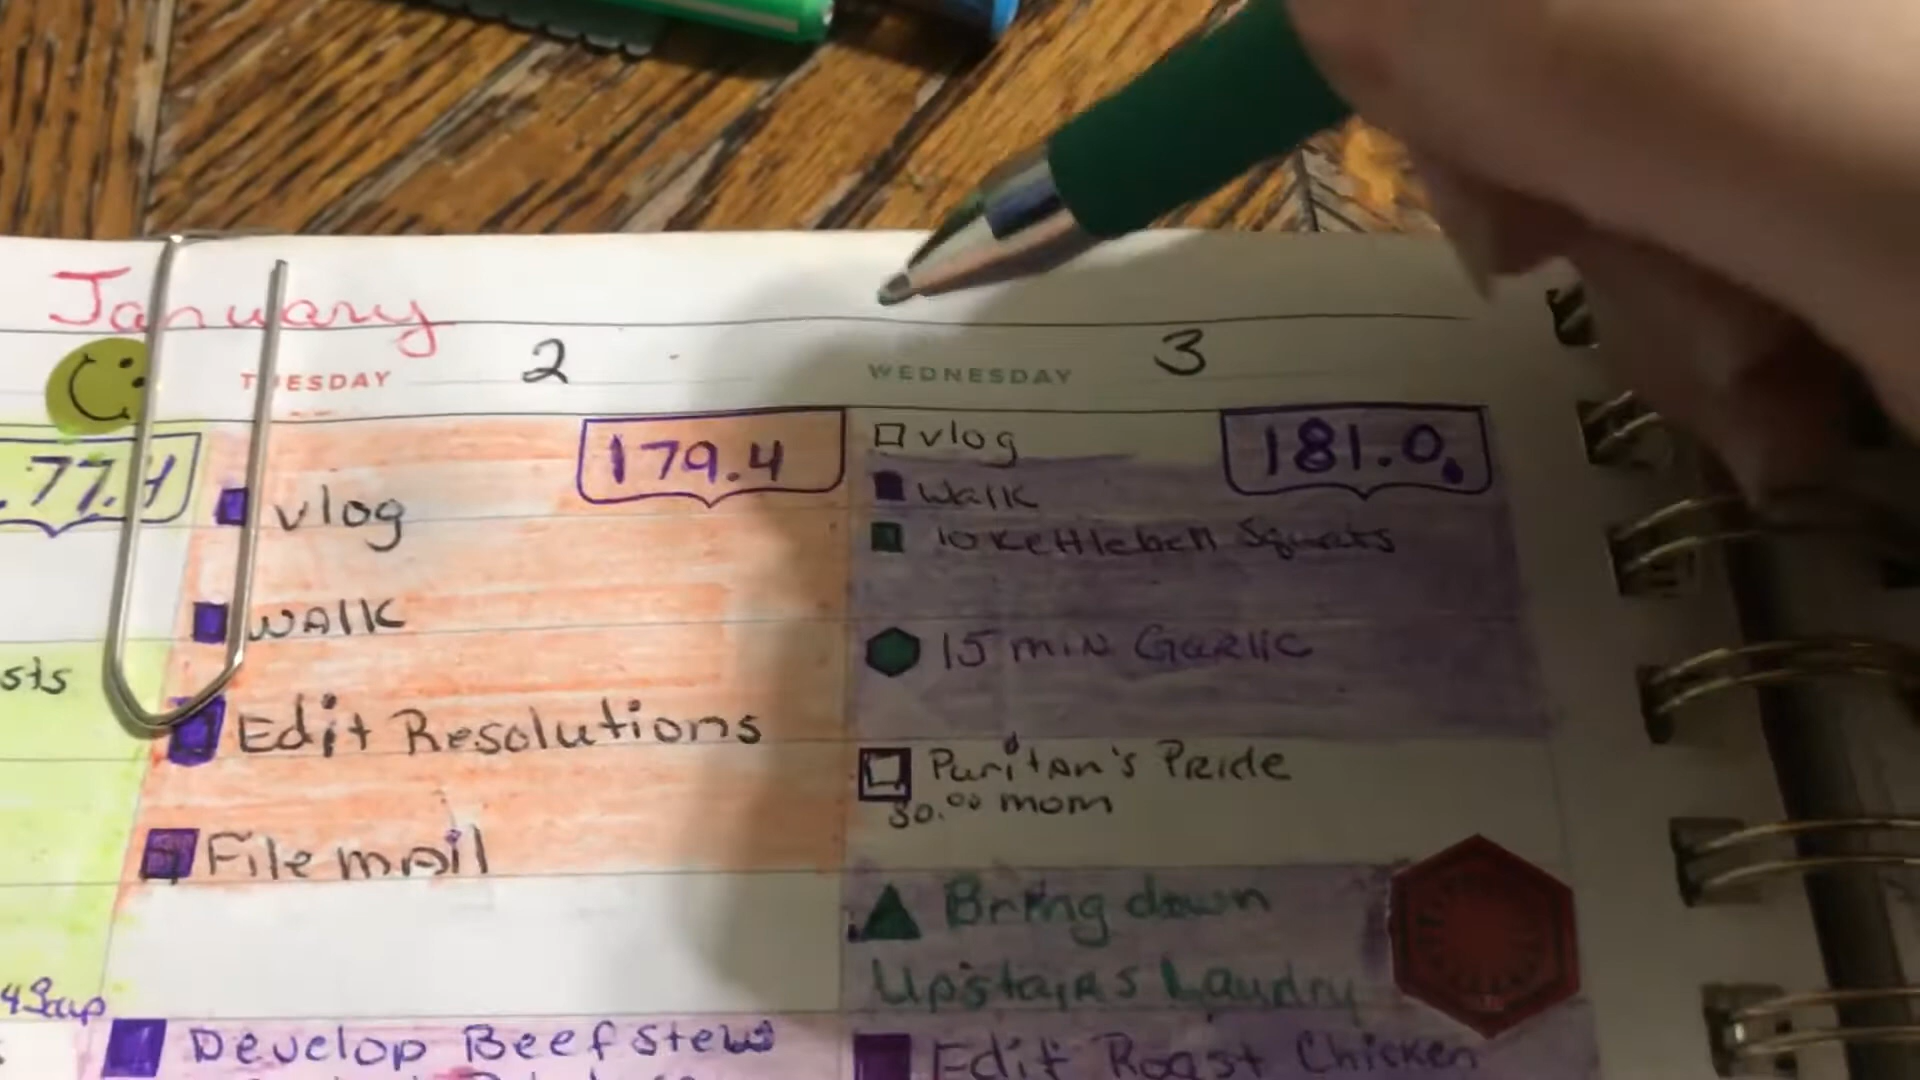 January
TUESDAY 2
WEDNESDAY 3
77.4
sts
179.4
vlog
WALK
Edit Resolutions
File mail
Develop Beef Stew
181.0
vlog
Walk
10 Kettlebell Squats
15 min Garlic
Puritan's Pride
80.00 mom
Bring down
Upstairs Laundry
Edit Roast Chicken